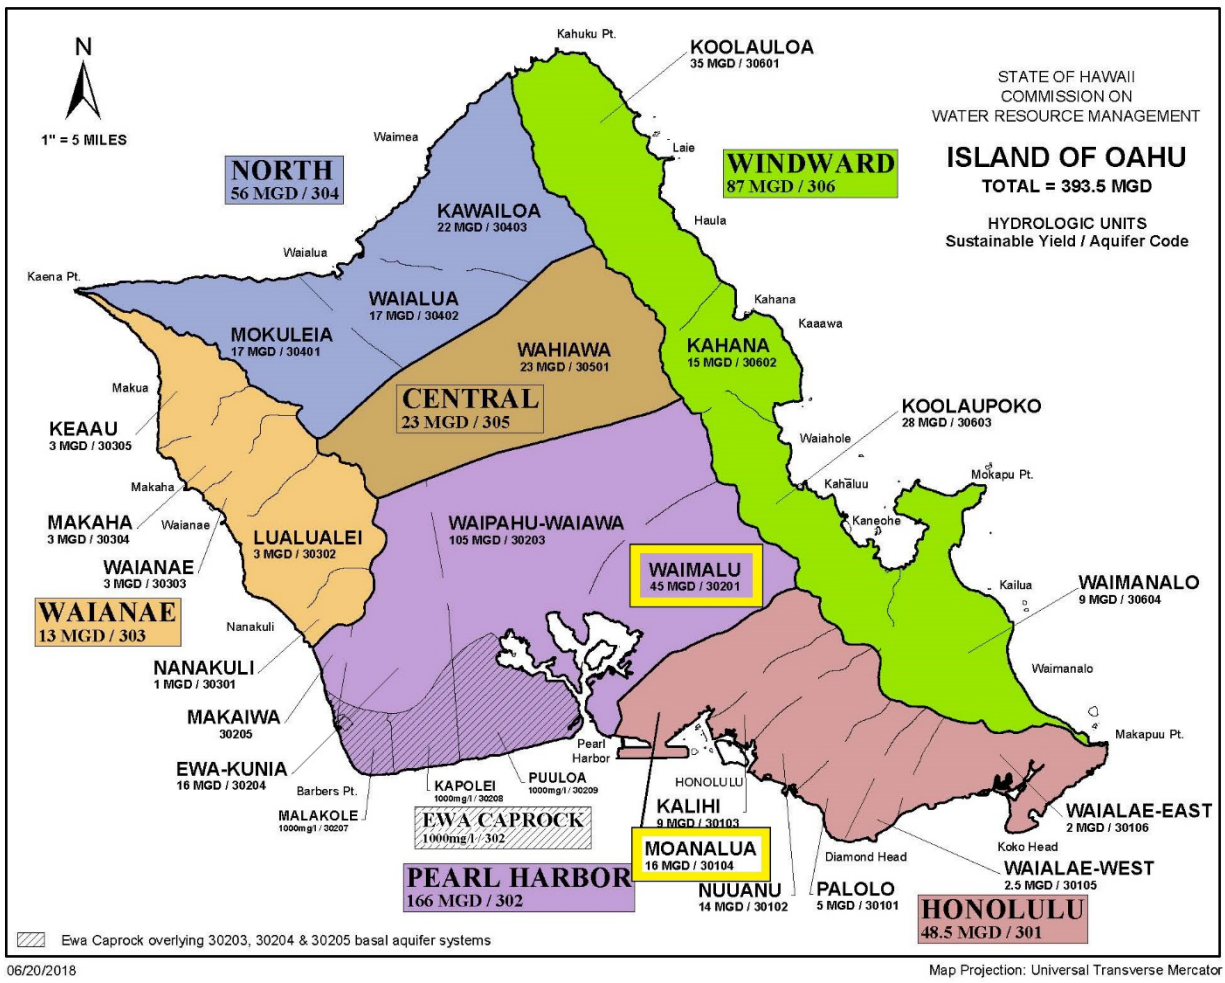 Kahuku Pt.
KOOLAULOA
35 MGD / 30601
N
1" = 5 MILES
STATE OF HAWAII
COMMISSION ON
WATER RESOURCE MANAGEMENT
ISLAND OF OAHU
TOTAL = 393.5 MGD
HYDROLOGIC UNITS
Sustainable Yield / Aquifer Code
Waimea
Laie
NORTH
56 MGD / 304
WINDWARD
87 MGD / 306
KAWAILOA
22 MGD / 30403
Haula
Waialua
Kaena Pt.
WAIALUA
17 MGD / 30402
Kahana
Kaaawa
MOKULEIA
17 MGD / 30401
WAHIAWA
23 MGD / 30501
KAHANA
15 MGD / 30602
Makua
CENTRAL
23 MGD / 305
KOOLAUPOKO
28 MGD / 30603
KEAAU
3 MGD / 30305
Waiahole
Mokapu Pt.
Makaha
Kahaluu
Waianae
Kaneohe
MAKAHA
3 MGD / 30304
LUALUALEI
3 MGD / 30302
WAIPAHU-WAIAWA
105 MGD / 30203
WAIANAE
3 MGD / 30303
WAIMALU
45 MGD / 30201
Kailua
WAIMANALO
9 MGD / 30604
WAIANAE
13 MGD / 303
Nanakuli
NANAKULI
1 MGD / 30301
Waimanalo
MAKAIWA
30205
Makapuu Pt.
Pearl
Harbor
EWA-KUNIA
16 MGD / 30204
Barbers Pt.
KAPOLEI
1000mg/l / 30208
PUULOA
1000mg/l / 30209
HONOLULU
MALAKOLE
1000mg/l / 30207
KALIHI
9 MGD / 30103
WAIALAE-EAST
2 MGD / 30106
EWA CAPROCK
1000mg/l / 302
MOANALUA
16 MGD / 30104
Diamond Head
Koko Head
WAIALAE-WEST
2.5 MGD / 30105
PEARL HARBOR
166 MGD / 302
NUUANU
14 MGD / 30102
PALOLO
5 MGD / 30101
HONOLULU
48.5 MGD / 301
Ewa Caprock overlying 30203, 30204 & 30205 basal aquifer systems
06/20/2018
Map Projection: Universal Transverse Mercator